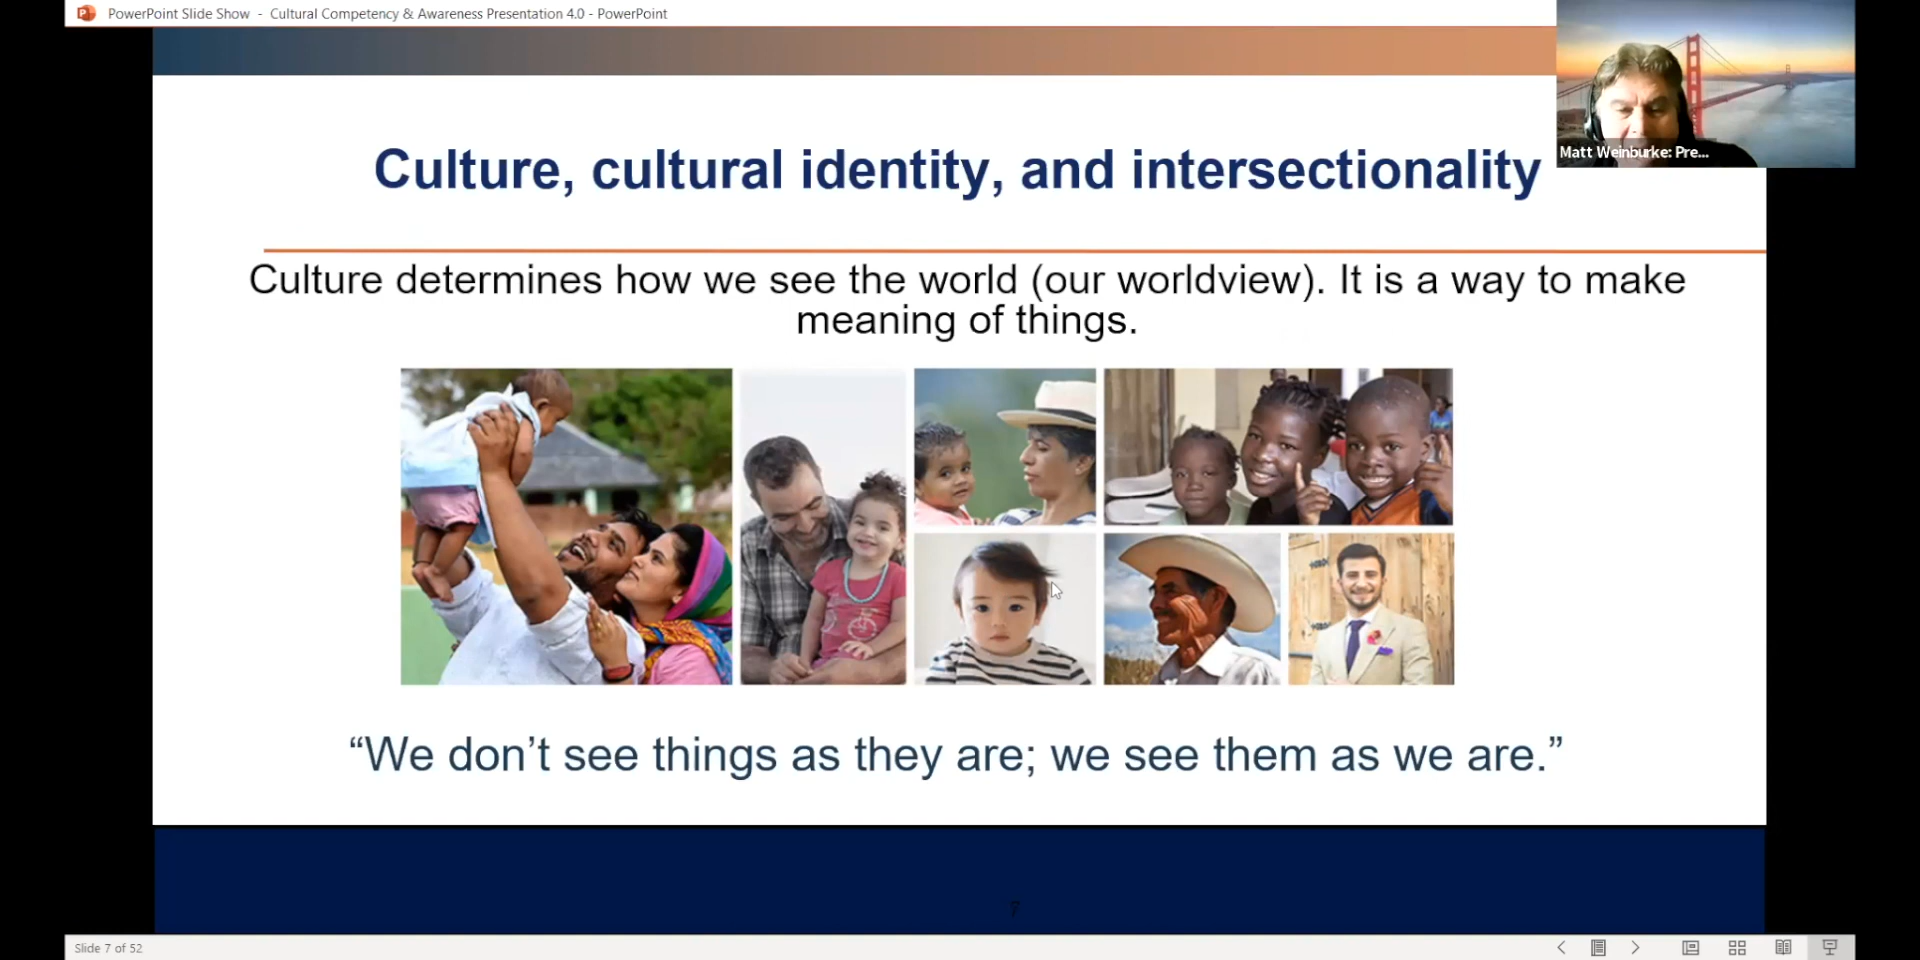 PowerPoint Slide Show - Cultural Competency & Awareness Presentation 4.0 - PowerPoint
Matt Weinburke: Pre...
Culture, cultural identity, and intersectionality
Culture determines how we see the world (our worldview). It is a way to make
meaning of things.
“We don’t see things as they are; we see them as we are.”
7
Slide 7 of 52